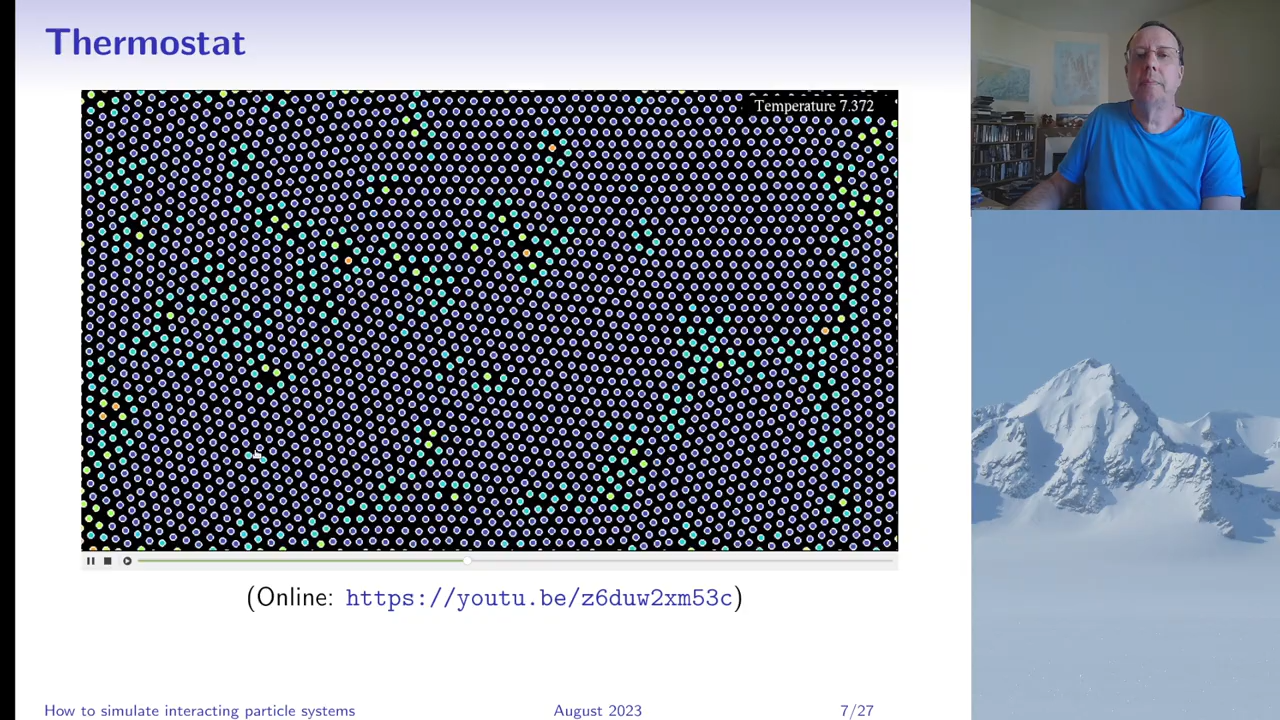 Thermostat
Temperature 7.372
(Online: https://youtu.be/z6duw2xm53c)
How to simulate interacting particle systems August 2023 7/27